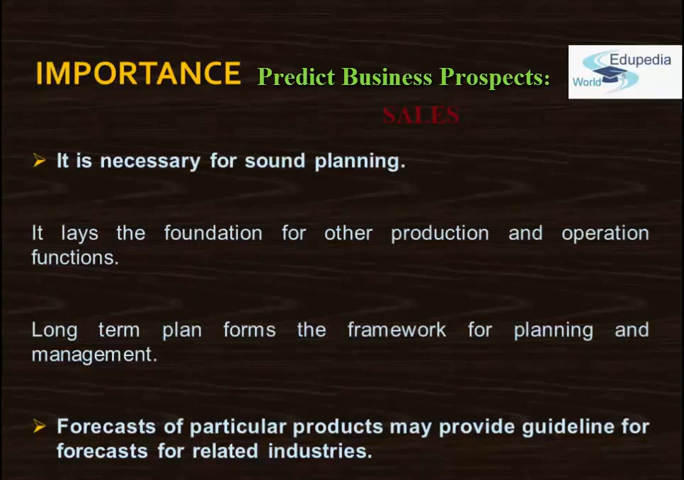 IMPORTANCE Predict Business Prospects:
Edupedia
World
SALES
➤ It is necessary for sound planning.
It lays the foundation for other production and operation
functions.
Long term plan forms the framework for planning and
management.
➤ Forecasts of particular products may provide guideline for
forecasts for related industries.